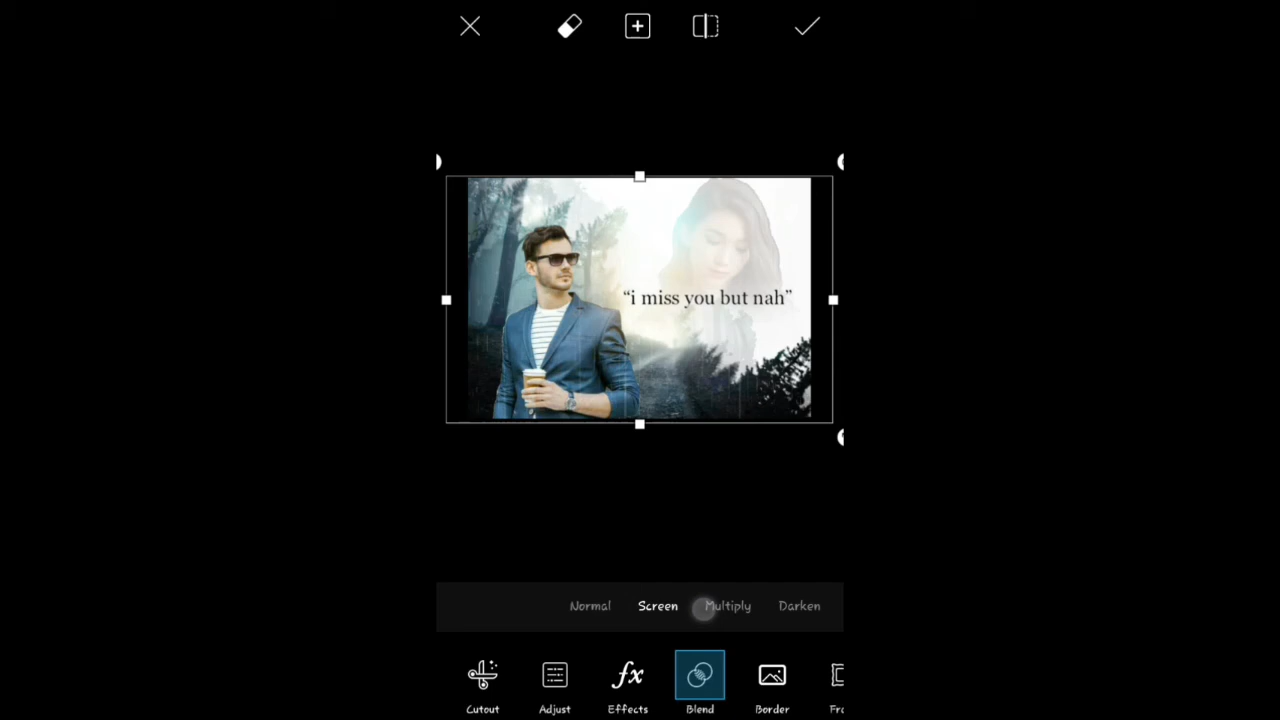 “i miss you but nah”
Normal Screen Multiply Darken
Cutout Adjust Effects Blend Border